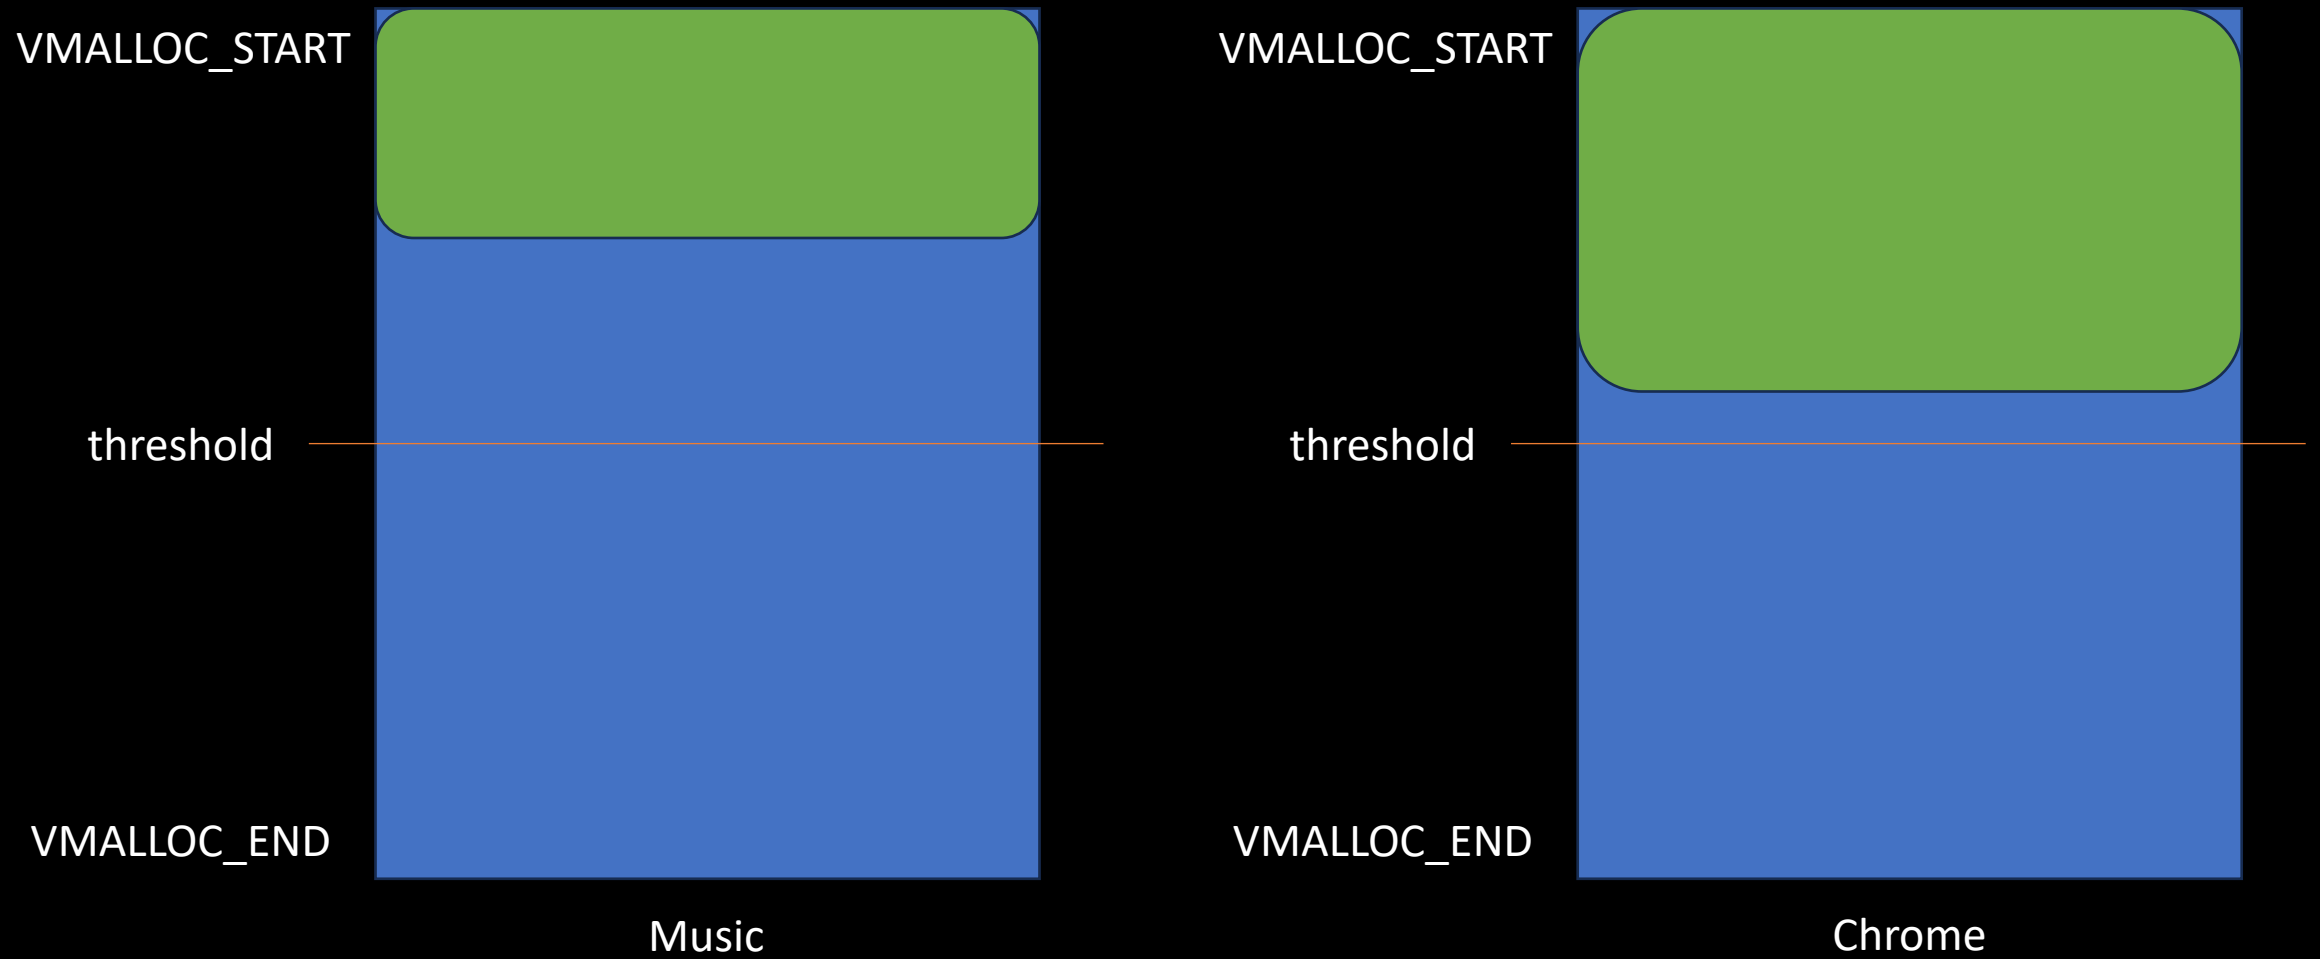 VMALLOC_START
threshold
VMALLOC_END
Music
VMALLOC_START
threshold
VMALLOC_END
Chrome